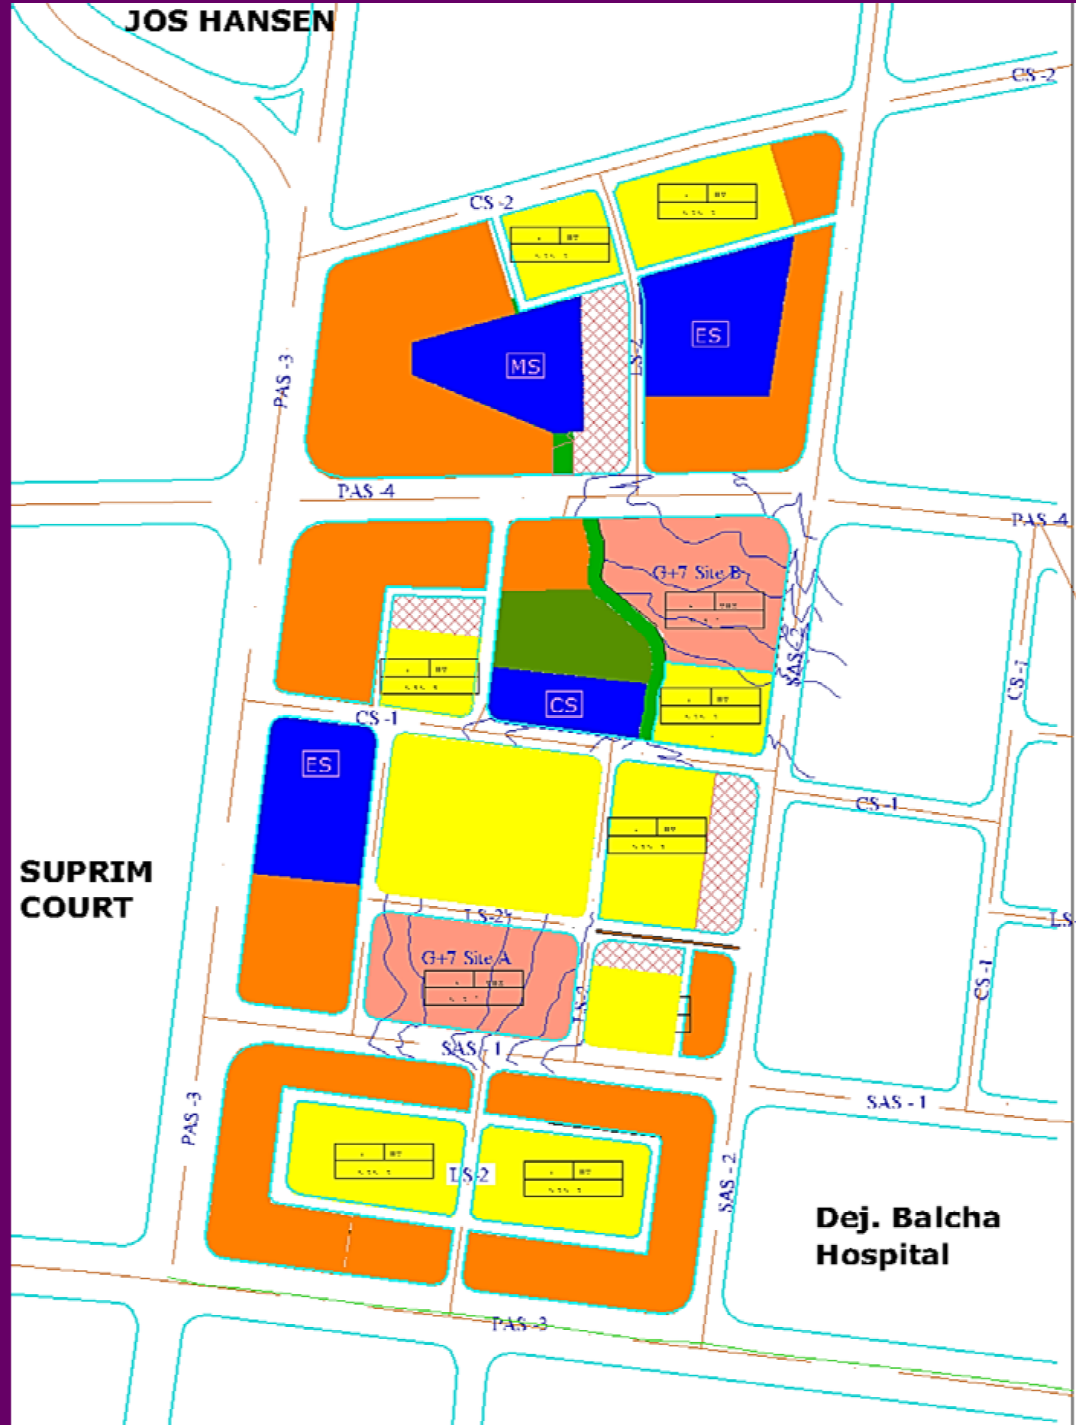 JOS HANSEN
CS -2
CS -2
ES
LS-2
MS
PAS -3
PAS -4
PAS -4
G+7 Site B
SAS -2
CS -1
CS
CS -1
ES
CS -1
SUPRIM
COURT
LS-2
LS-
G+7 Site A
CS -1
LS-2
SAS - 1
SAS - 1
PAS -3
LS-2
SAS - 2
Dej. Balcha
Hospital
PAS -3